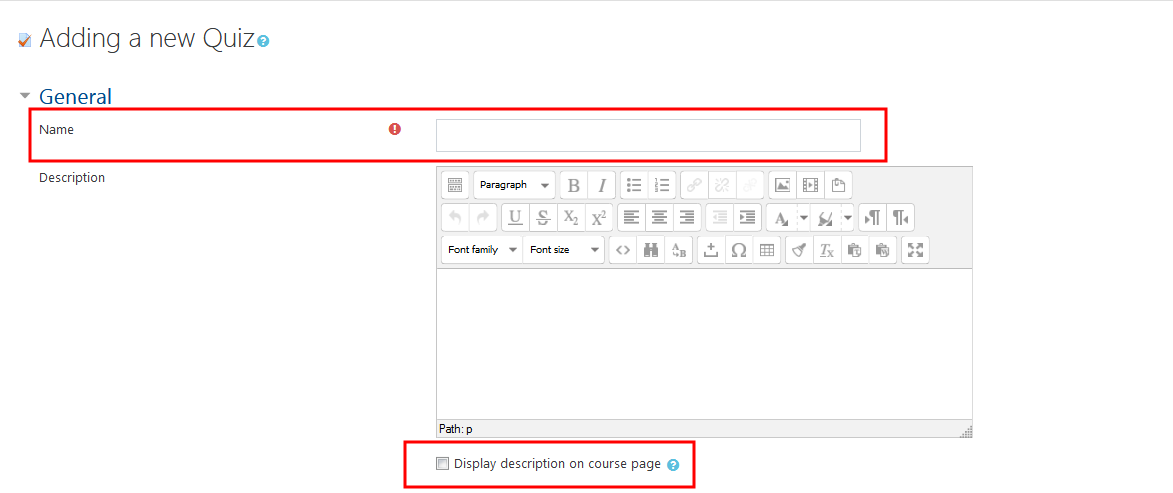 Adding a new Quiz
General
Name
Description
Paragraph
Font family Font size
Path: p
Display description on course page